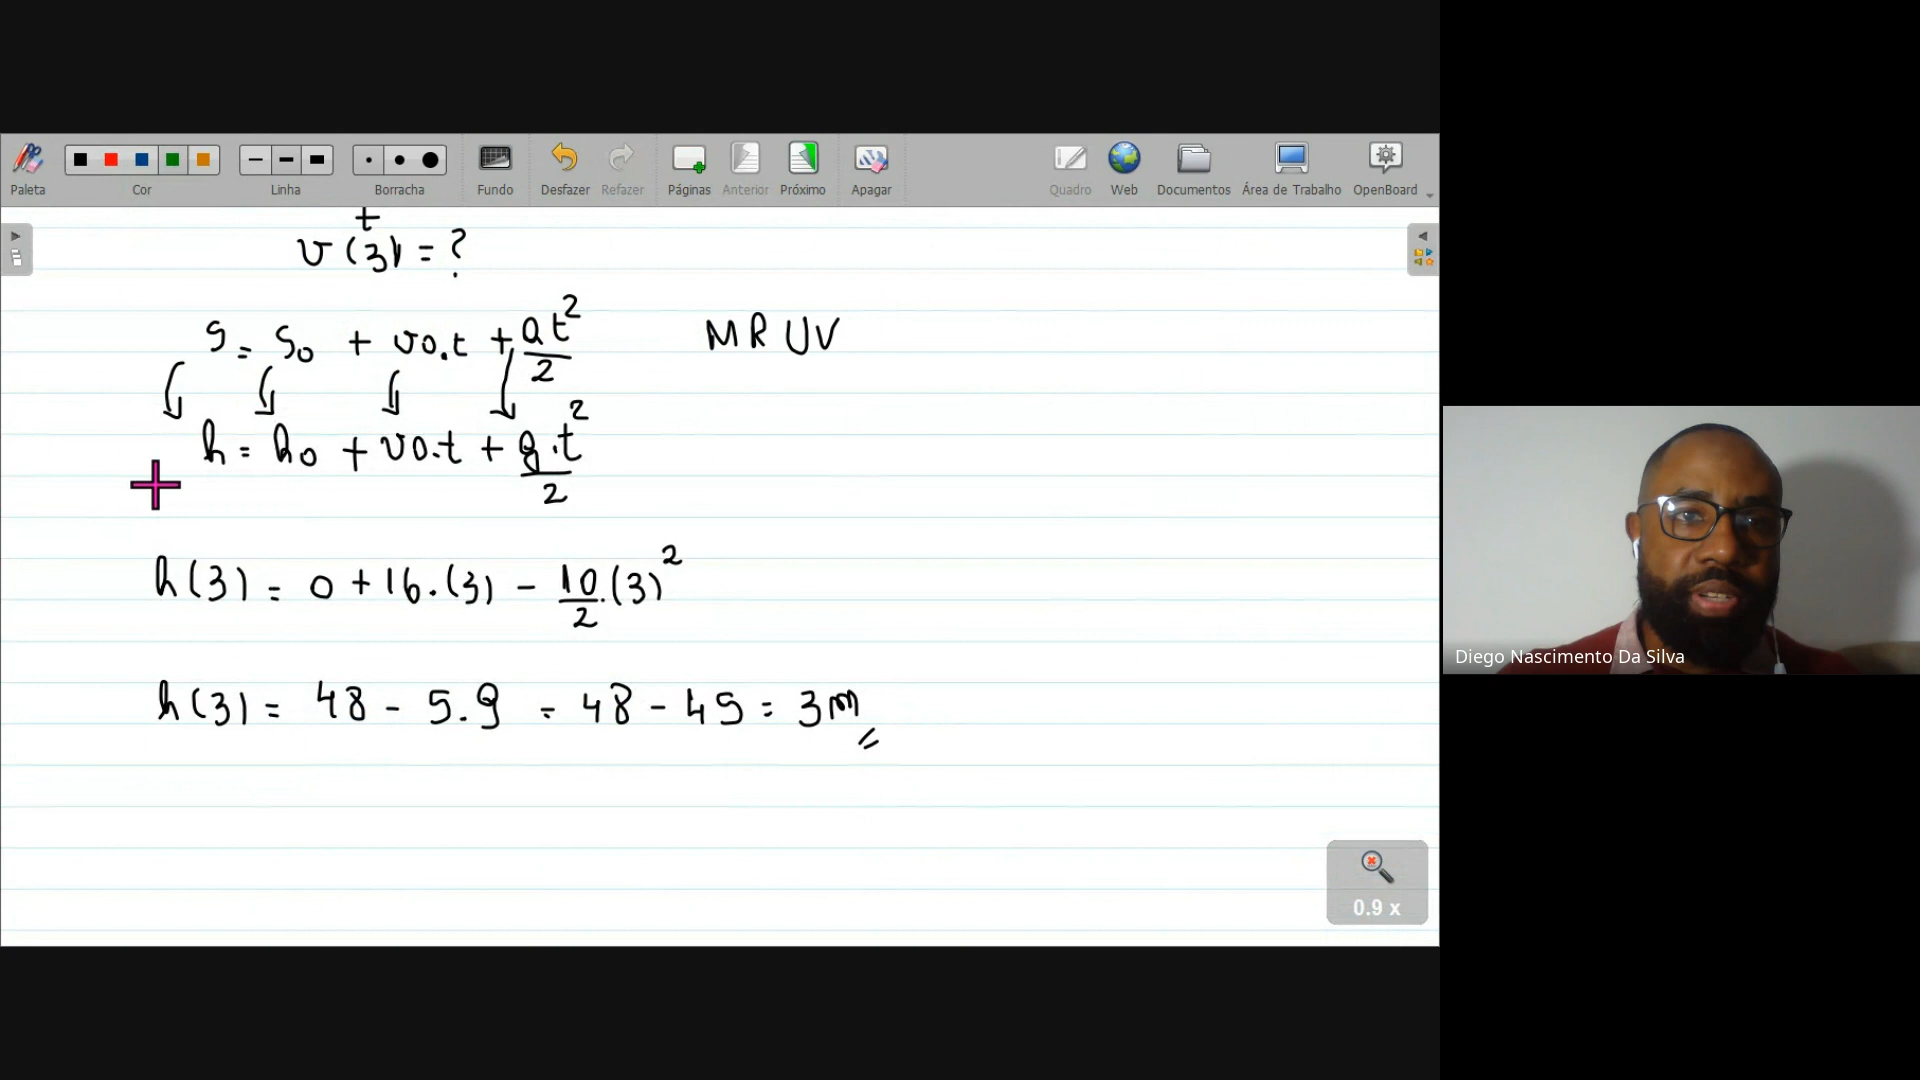 Paleta
Cor
Linha
Borracha
Fundo
Desfazer
Refazer
Páginas
Anterior
Próximo
Apagar
Quadro
Web
Documentos
Área de Trabalho
OpenBoard
t
v(3) = ?
s = s₀ + v₀.t + at²/2
MRUV
h = h₀ + v₀.t + g.t²/2
h(3) = 0 + 16.(3) - 10/2.(3)²
h(3) = 48 - 5.9 = 48 - 45 = 3m
0.9 x
Diego Nascimento Da Silva